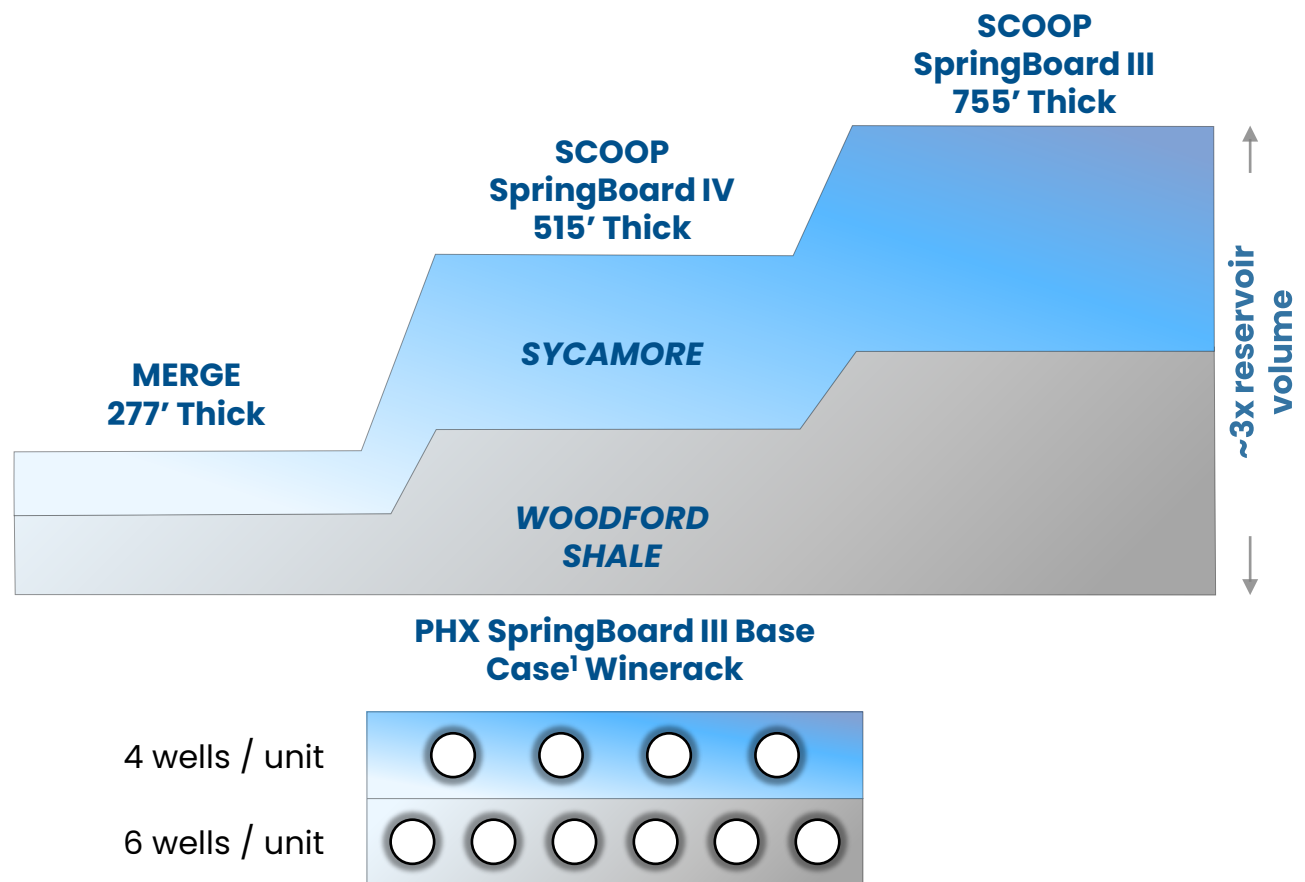 SCOOP
SpringBoard III
755’ Thick
SCOOP
SpringBoard IV
515’ Thick
MERGE
277’ Thick
SYCAMORE
WOODFORD
SHALE
~3x reservoir
volume
PHX SpringBoard III Base
Case¹ Winerack
4 wells / unit
6 wells / unit